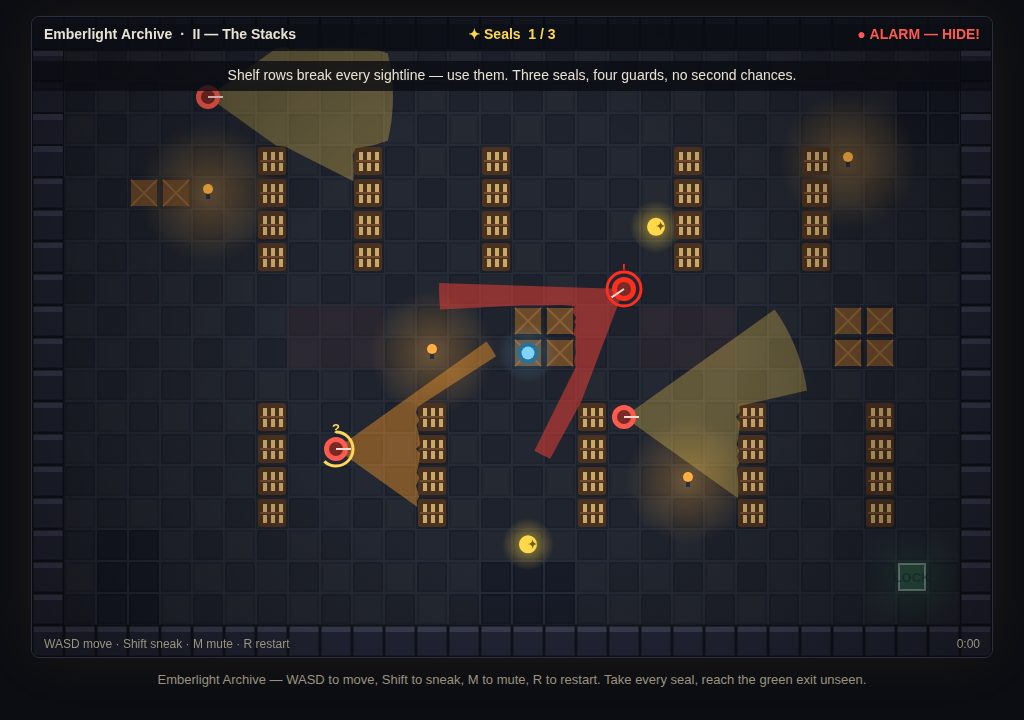 Emberlight Archive · II — The Stacks
✦ Seals 1 / 3
● ALARM — HIDE!
Shelf rows break every sightline — use them. Three seals, four guards, no second chances.
?
LOCK
WASD move · Shift sneak · M mute · R restart
0:00
Emberlight Archive — WASD to move, Shift to sneak, M to mute, R to restart. Take every seal, reach the green exit unseen.